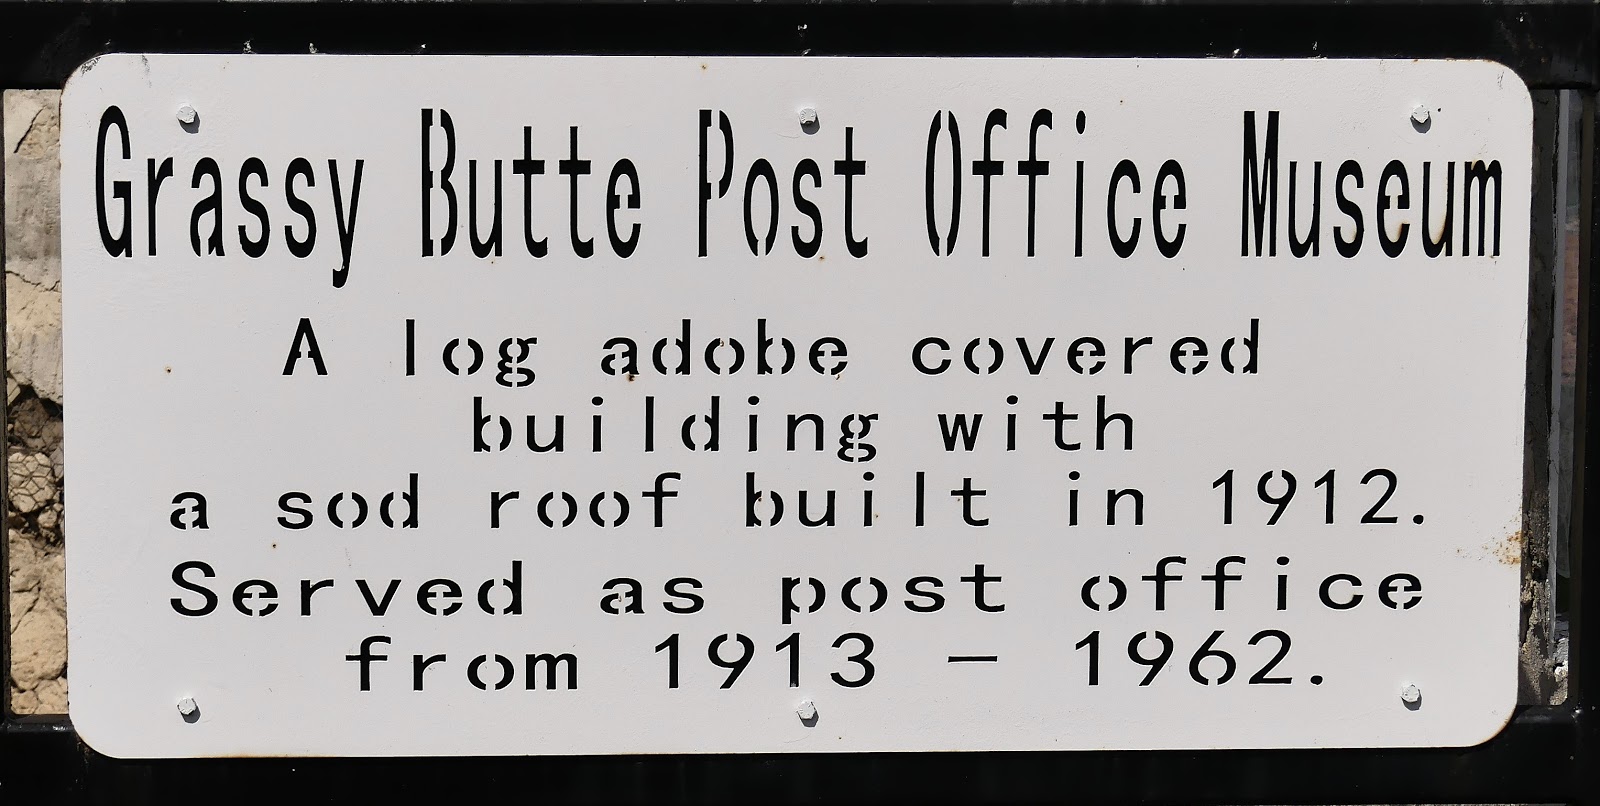 Grassy Butte Post Office Museum
A log adobe covered
building with
a sod roof built in 1912.
Served as post office
from 1913 - 1962.